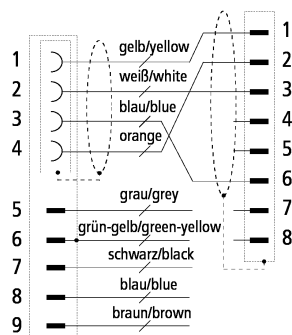 1
gelb/yellow
1
2
weiß/white
2
3
blau/blue
3
4
orange
4
5
6
5
grau/grey
7
6
grün-gelb/green-yellow
8
7
schwarz/black
8
blau/blue
9
braun/brown